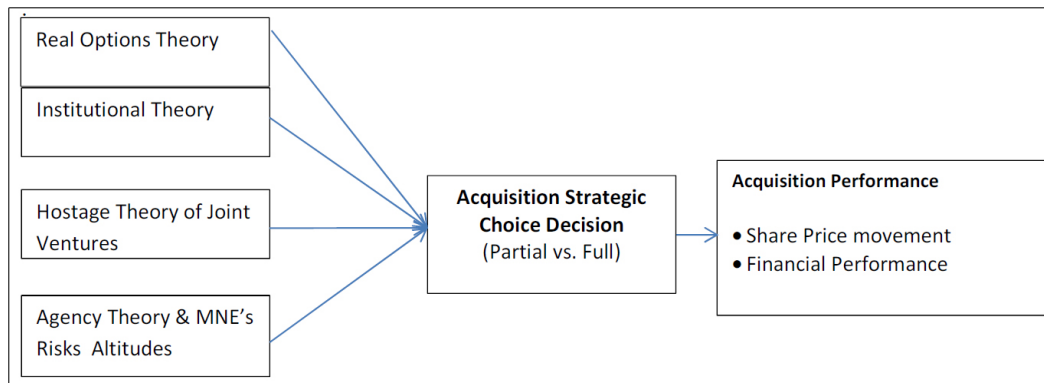 Real Options Theory
Institutional Theory
Hostage Theory of Joint
Ventures
Agency Theory & MNE's
Risks Altitudes
Acquisition Strategic
Choice Decision
(Partial vs. Full)
Acquisition Performance
• Share Price movement
• Financial Performance